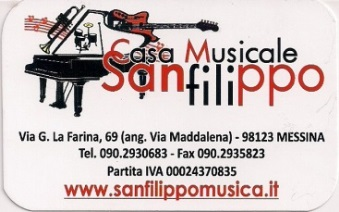 Casa Musicale
Sanfilippo
Via G. La Farina, 69 (ang. Via Maddalena) - 98123 MESSINA
Tel. 090.2930683 - Fax 090.2935823
Partita IVA 00024370835
www.sanfilippomusica.it